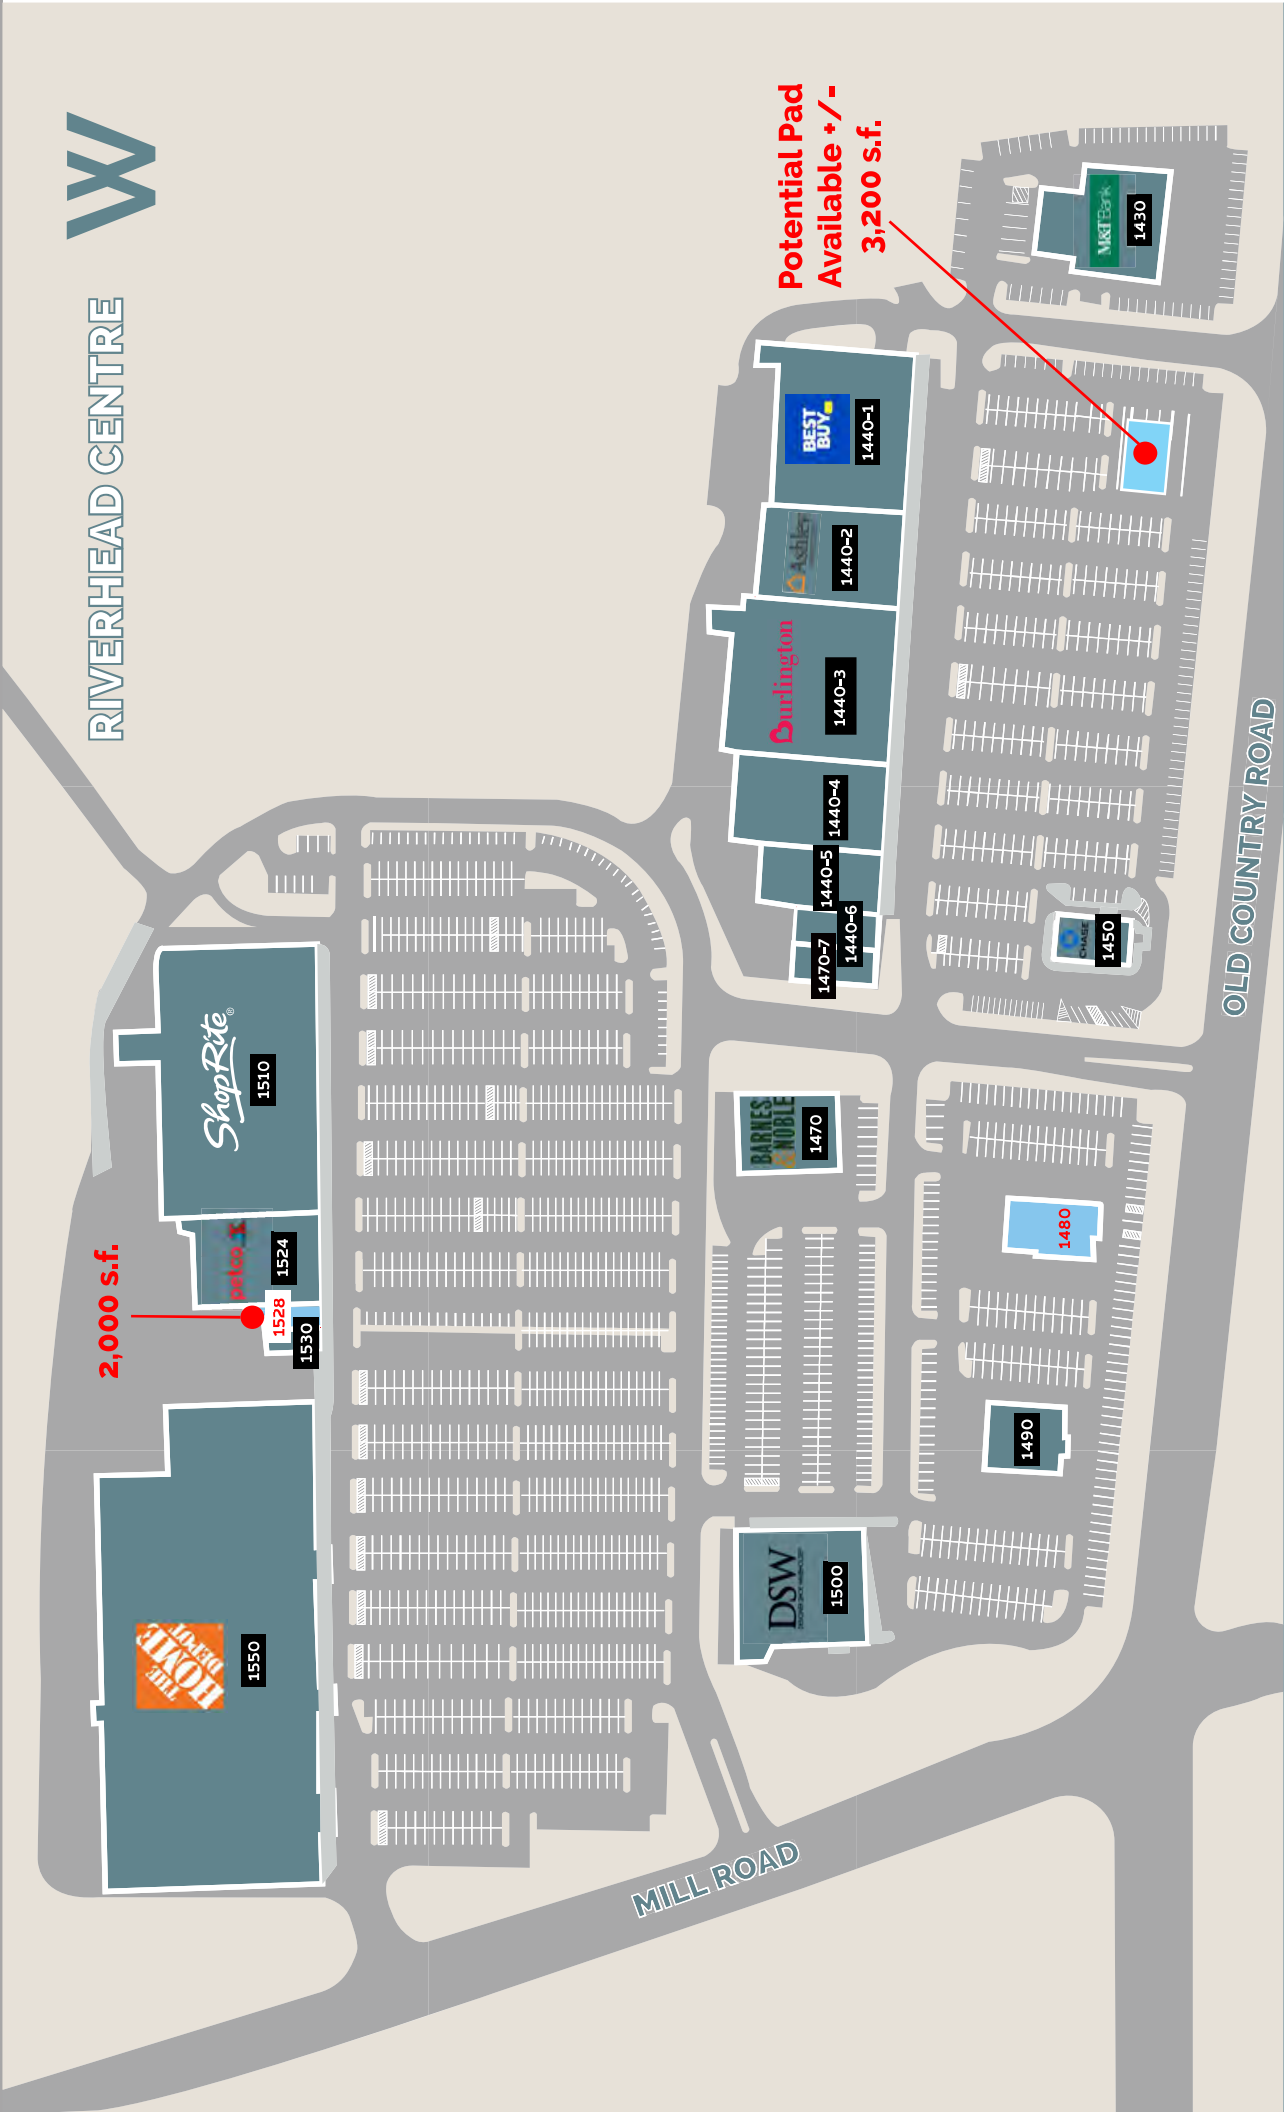 W
RIVERHEAD CENTRE
2,000 s.f.
THE
HOME
DEPOT
1550
1530
1528
petco
1524
ShopRite®
1510
Potential Pad
Available +/-
3,200 s.f.
DSW
1500
BARNES
&NOBLE
1470
1470-7
1440-6
1440-5
1440-4
Burlington
1440-3
Ashley
1440-2
BEST
BUY
1440-1
1490
1480
CHASE
1450
M&T Bank
1430
MILL ROAD
OLD COUNTRY ROAD